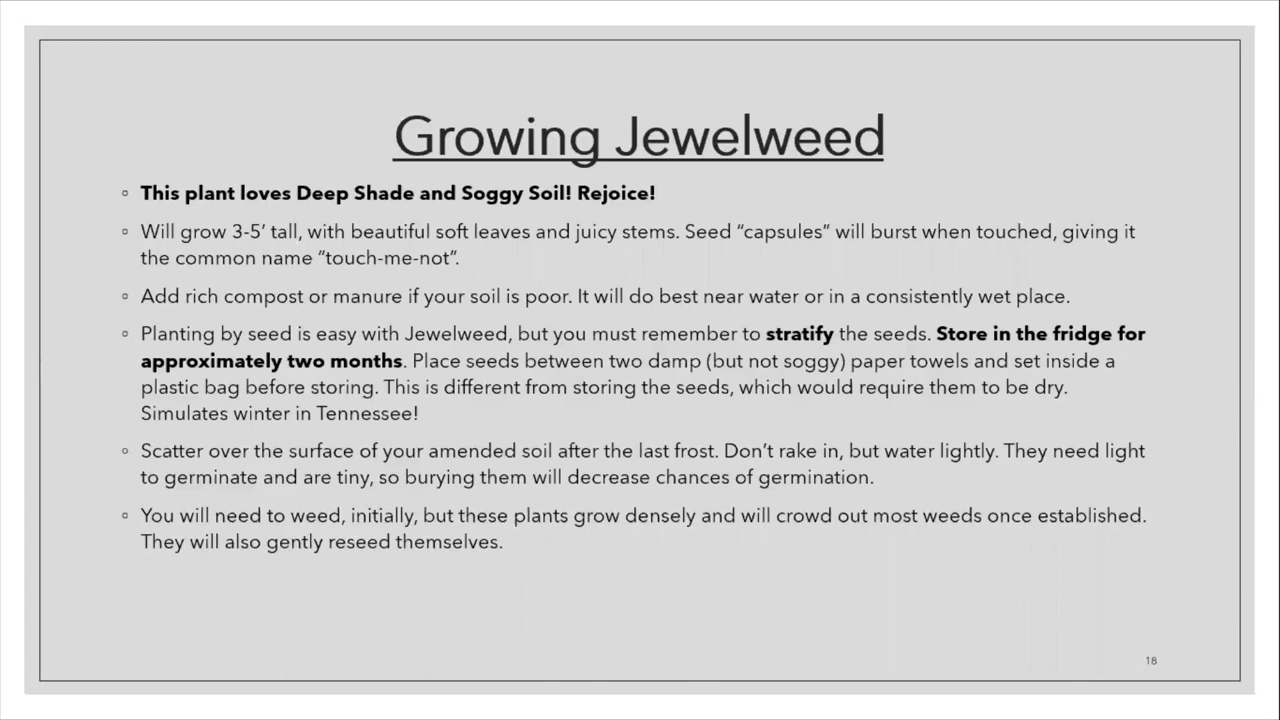 Growing Jewelweed
◦ This plant loves Deep Shade and Soggy Soil! Rejoice!
◦ Will grow 3-5’ tall, with beautiful soft leaves and juicy stems. Seed “capsules” will burst when touched, giving it
the common name “touch-me-not”.
◦ Add rich compost or manure if your soil is poor. It will do best near water or in a consistently wet place.
◦ Planting by seed is easy with Jewelweed, but you must remember to stratify the seeds. Store in the fridge for
approximately two months. Place seeds between two damp (but not soggy) paper towels and set inside a
plastic bag before storing. This is different from storing the seeds, which would require them to be dry.
Simulates winter in Tennessee!
◦ Scatter over the surface of your amended soil after the last frost. Don’t rake in, but water lightly. They need light
to germinate and are tiny, so burying them will decrease chances of germination.
◦ You will need to weed, initially, but these plants grow densely and will crowd out most weeds once established.
They will also gently reseed themselves.
18